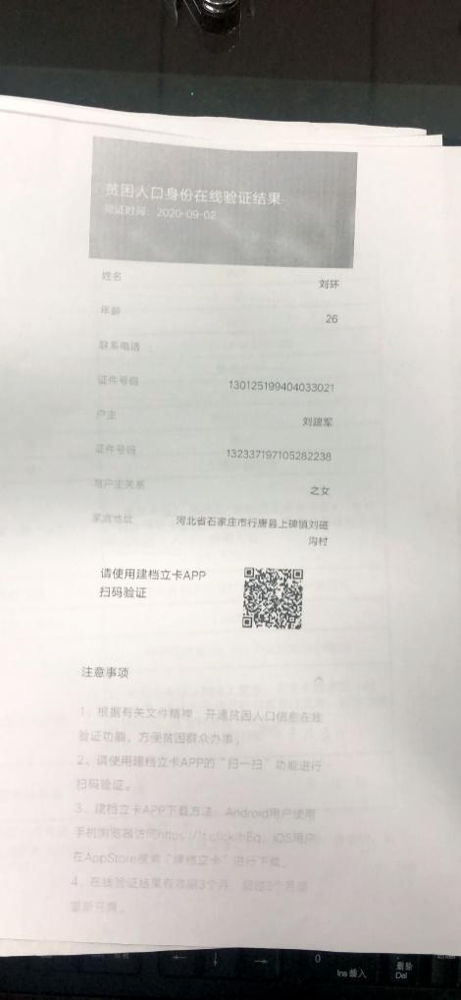 贫困人口身份在线验证结果
验证时间：2020-09-02
姓名 刘环
年龄 26
联系电话
证件号码 130125199404033021
户主 刘建军
证件号码 132337197105282238
与户主关系 之女
家庭地址 河北省石家庄市行唐县上碑镇刘磁
沟村
请使用建档立卡APP
扫码验证
注意事项
1、根据有关文件精神，开通贫困人口信息在线
验证功能，方便贫困群众办事。
2、请使用建档立卡APP的“扫一扫”功能进行
扫码验证。
3、建档立卡APP下载方法：Android用户使用
手机浏览器访问https://t.click/hEq，iOS用户
在AppStore搜索“建档立卡”进行下载。
4、在线验证结果有效期3个月，超过3个月需
重新开具。
0
Ins 插入
删除
Del